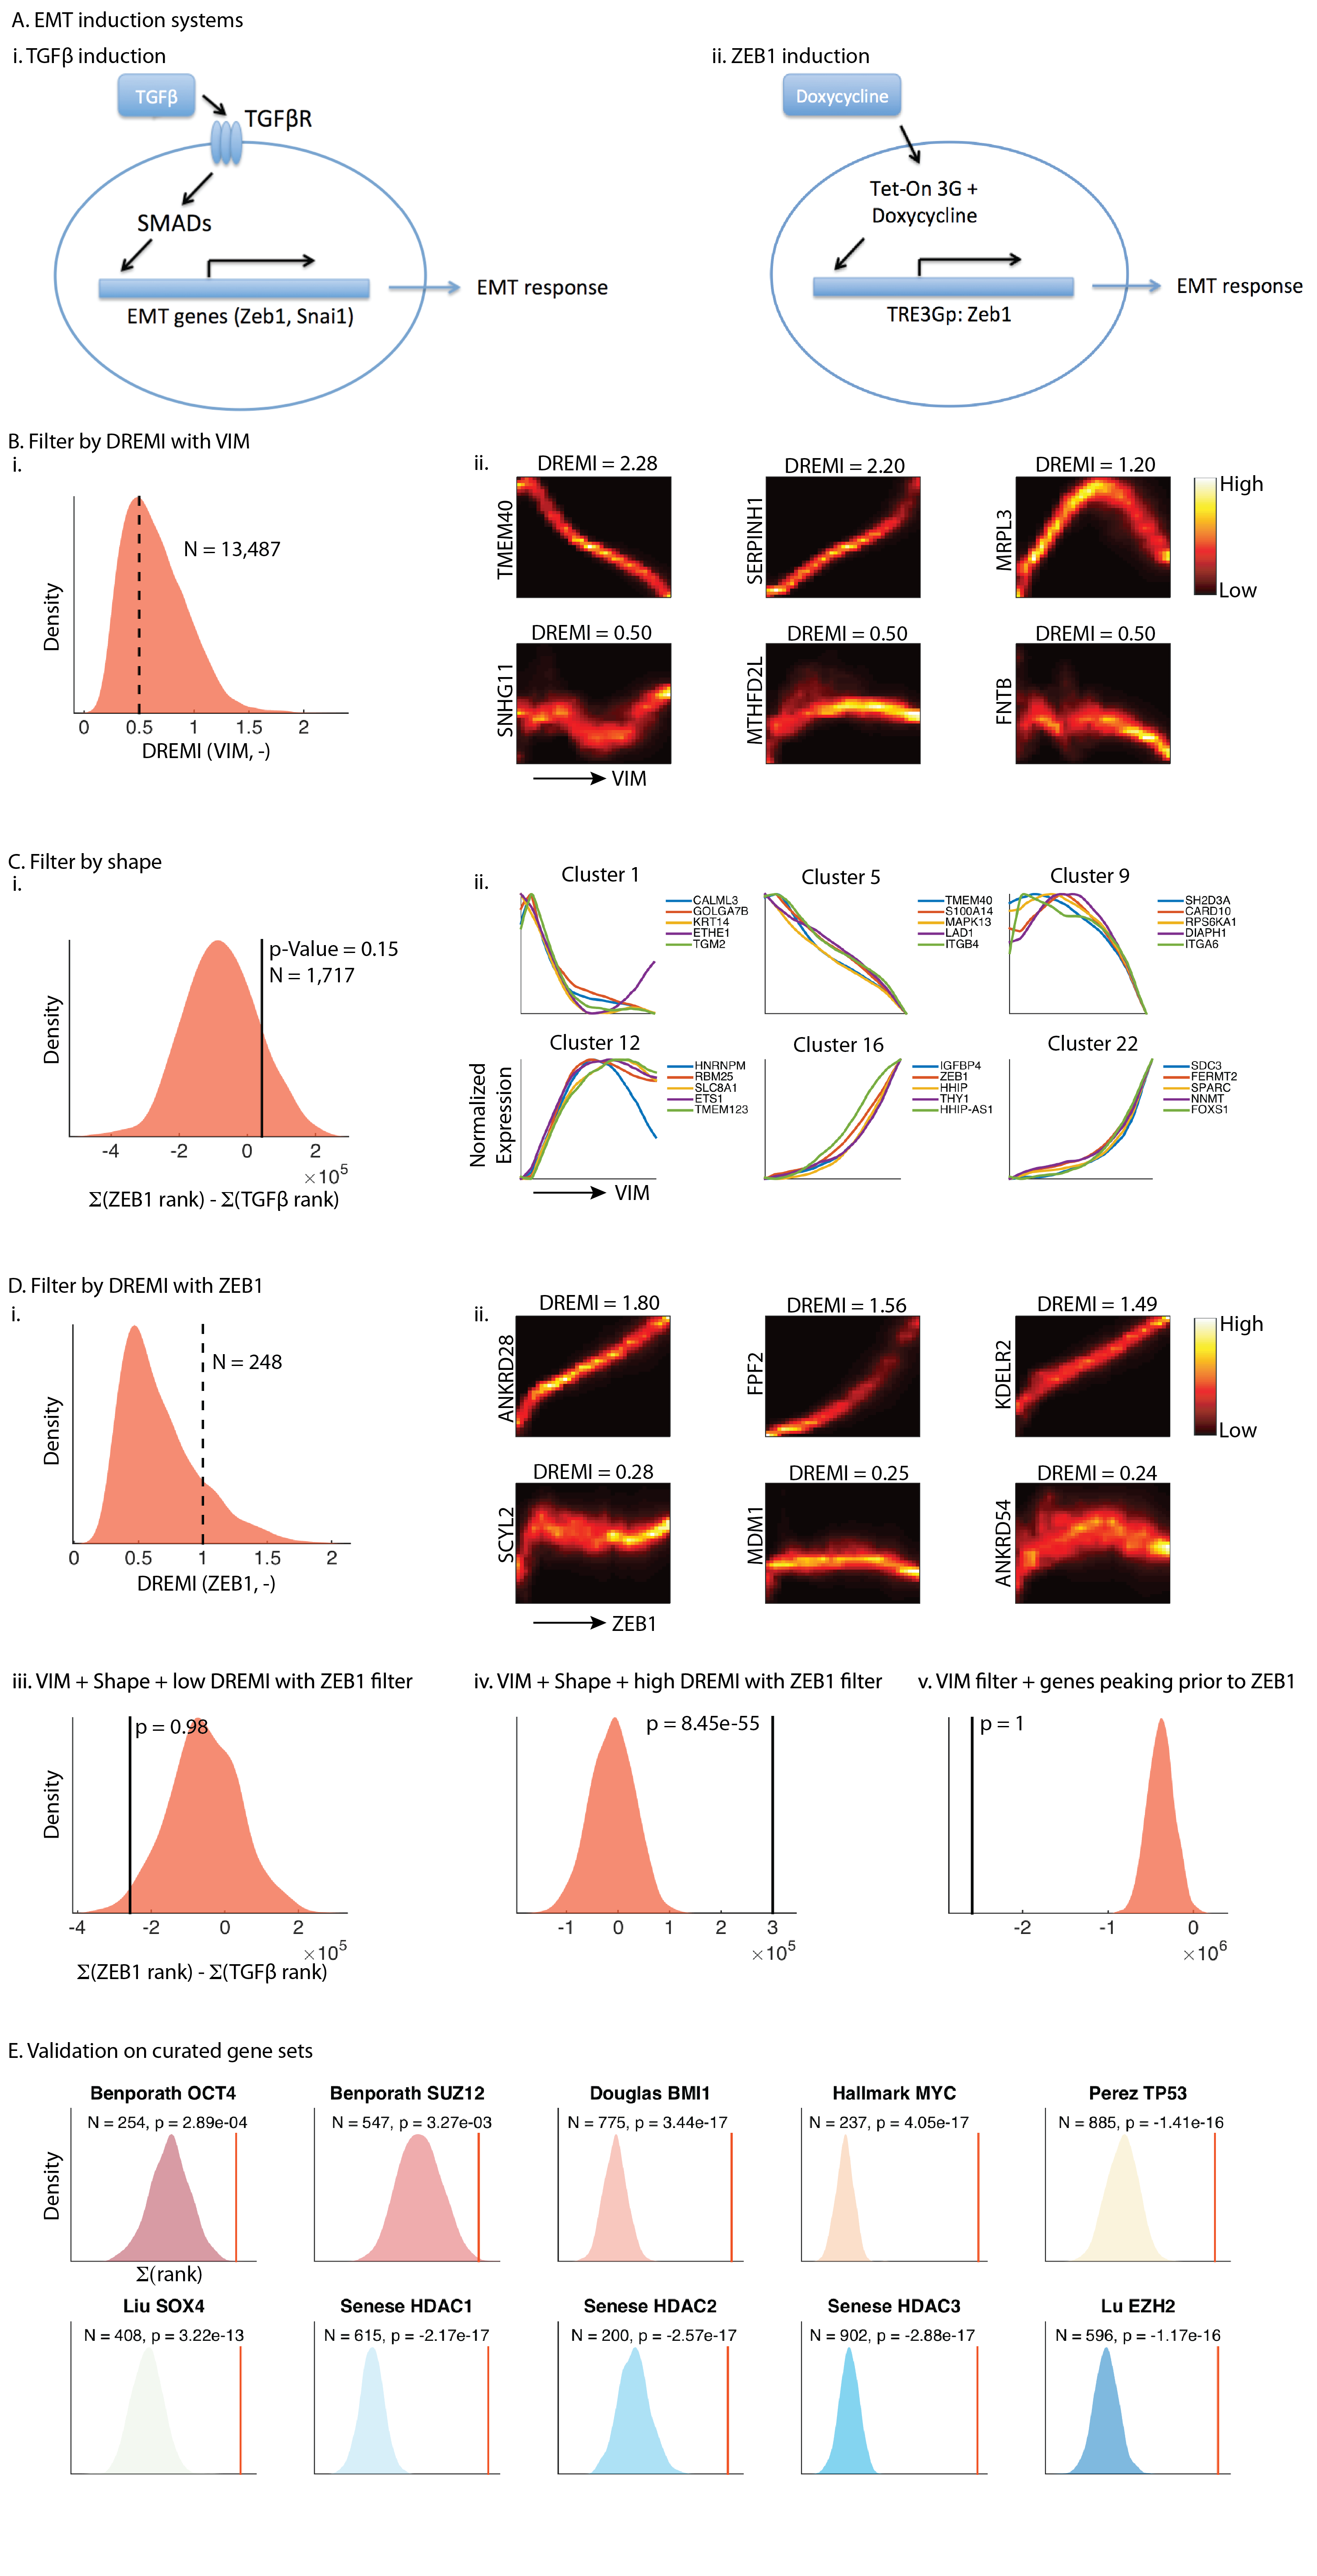 A. EMT induction systems
i. TGFβ induction
ii. ZEB1 induction
TGFβ
TGFβR
SMADs
EMT genes (Zeb1, Snai1)
EMT response
Doxycycline
Tet-On 3G +
Doxycycline
TRE3Gp: Zeb1
EMT response
B. Filter by DREMI with VIM
i.
N = 13,487
Density
0 0.5 1 1.5 2
DREMI (VIM, -)
ii.
DREMI = 2.28
TMEM40
DREMI = 2.20
SERPINH1
DREMI = 1.20
MRPL3
High
Low
DREMI = 0.50
SNHG11
DREMI = 0.50
MTHFD2L
DREMI = 0.50
FNTB
VIM
C. Filter by shape
i.
p-Value = 0.15
N = 1,717
Density
-4 -2 0 2
×10⁵
Σ(ZEB1 rank) - Σ(TGFβ rank)
ii.
Cluster 1
CALML3
GOLGA7B
KRT14
ETHE1
TGM2
Cluster 5
TMEM40
S100A14
MAPK13
LAD1
ITGB4
Cluster 9
SH2D3A
CARD10
RPS6KA1
DIAPH1
ITGA6
Cluster 12
HNRNPM
RBM25
SLC8A1
ETS1
TMEM123
Cluster 16
IGFBP4
ZEB1
HHIP
THY1
HHIP-AS1
Cluster 22
SDC3
FERMT2
SPARC
NNMT
FOXS1
Normalized
Expression
VIM
D. Filter by DREMI with ZEB1
i.
N = 248
Density
0 0.5 1 1.5 2
DREMI (ZEB1, -)
ii.
DREMI = 1.80
ANKRD28
DREMI = 1.56
FPF2
DREMI = 1.49
KDELR2
High
Low
DREMI = 0.28
SCYL2
DREMI = 0.25
MDM1
DREMI = 0.24
ANKRD54
ZEB1
iii. VIM + Shape + low DREMI with ZEB1 filter
p = 0.98
Density
-4 -2 0 2
×10⁵
Σ(ZEB1 rank) - Σ(TGFβ rank)
iv. VIM + Shape + high DREMI with ZEB1 filter
p = 8.45e-55
-1 0 1 2 3
×10⁵
v. VIM filter + genes peaking prior to ZEB1
p = 1
-2 -1 0
×10⁶
E. Validation on curated gene sets
Benporath OCT4
N = 254, p = 2.89e-04
Density
Σ(rank)
Benporath SUZ12
N = 547, p = 3.27e-03
Douglas BMI1
N = 775, p = 3.44e-17
Hallmark MYC
N = 237, p = 4.05e-17
Perez TP53
N = 885, p = -1.41e-16
Liu SOX4
N = 408, p = 3.22e-13
Senese HDAC1
N = 615, p = -2.17e-17
Senese HDAC2
N = 200, p = -2.57e-17
Senese HDAC3
N = 902, p = -2.88e-17
Lu EZH2
N = 596, p = -1.17e-16